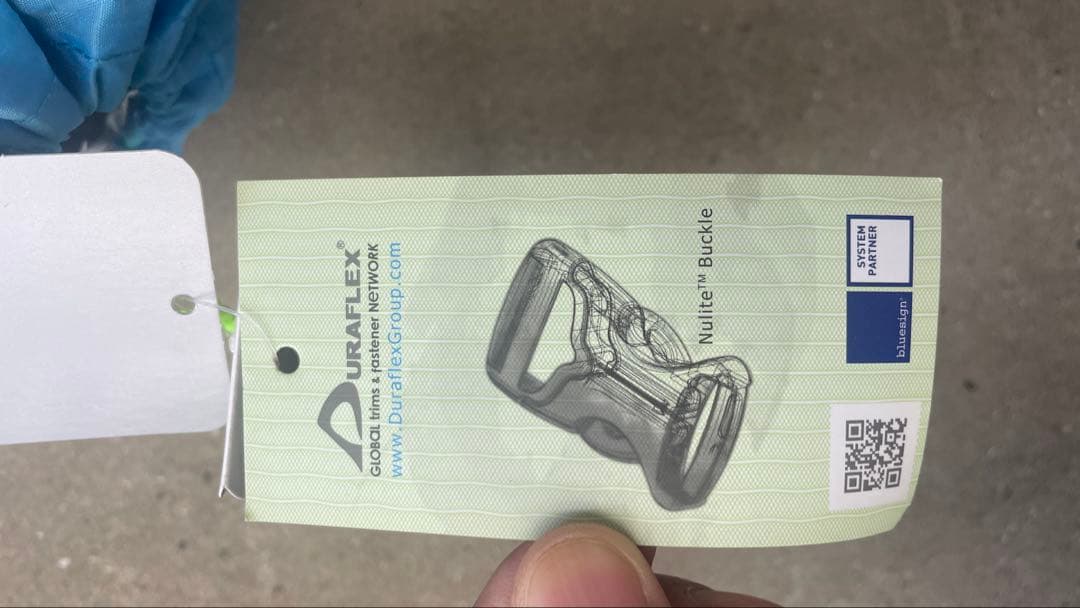 DURAFLEX®
GLOBAL trims & fastener NETWORK
www.DuraflexGroup.com
Nulite™ Buckle
bluesign®
SYSTEM
PARTNER